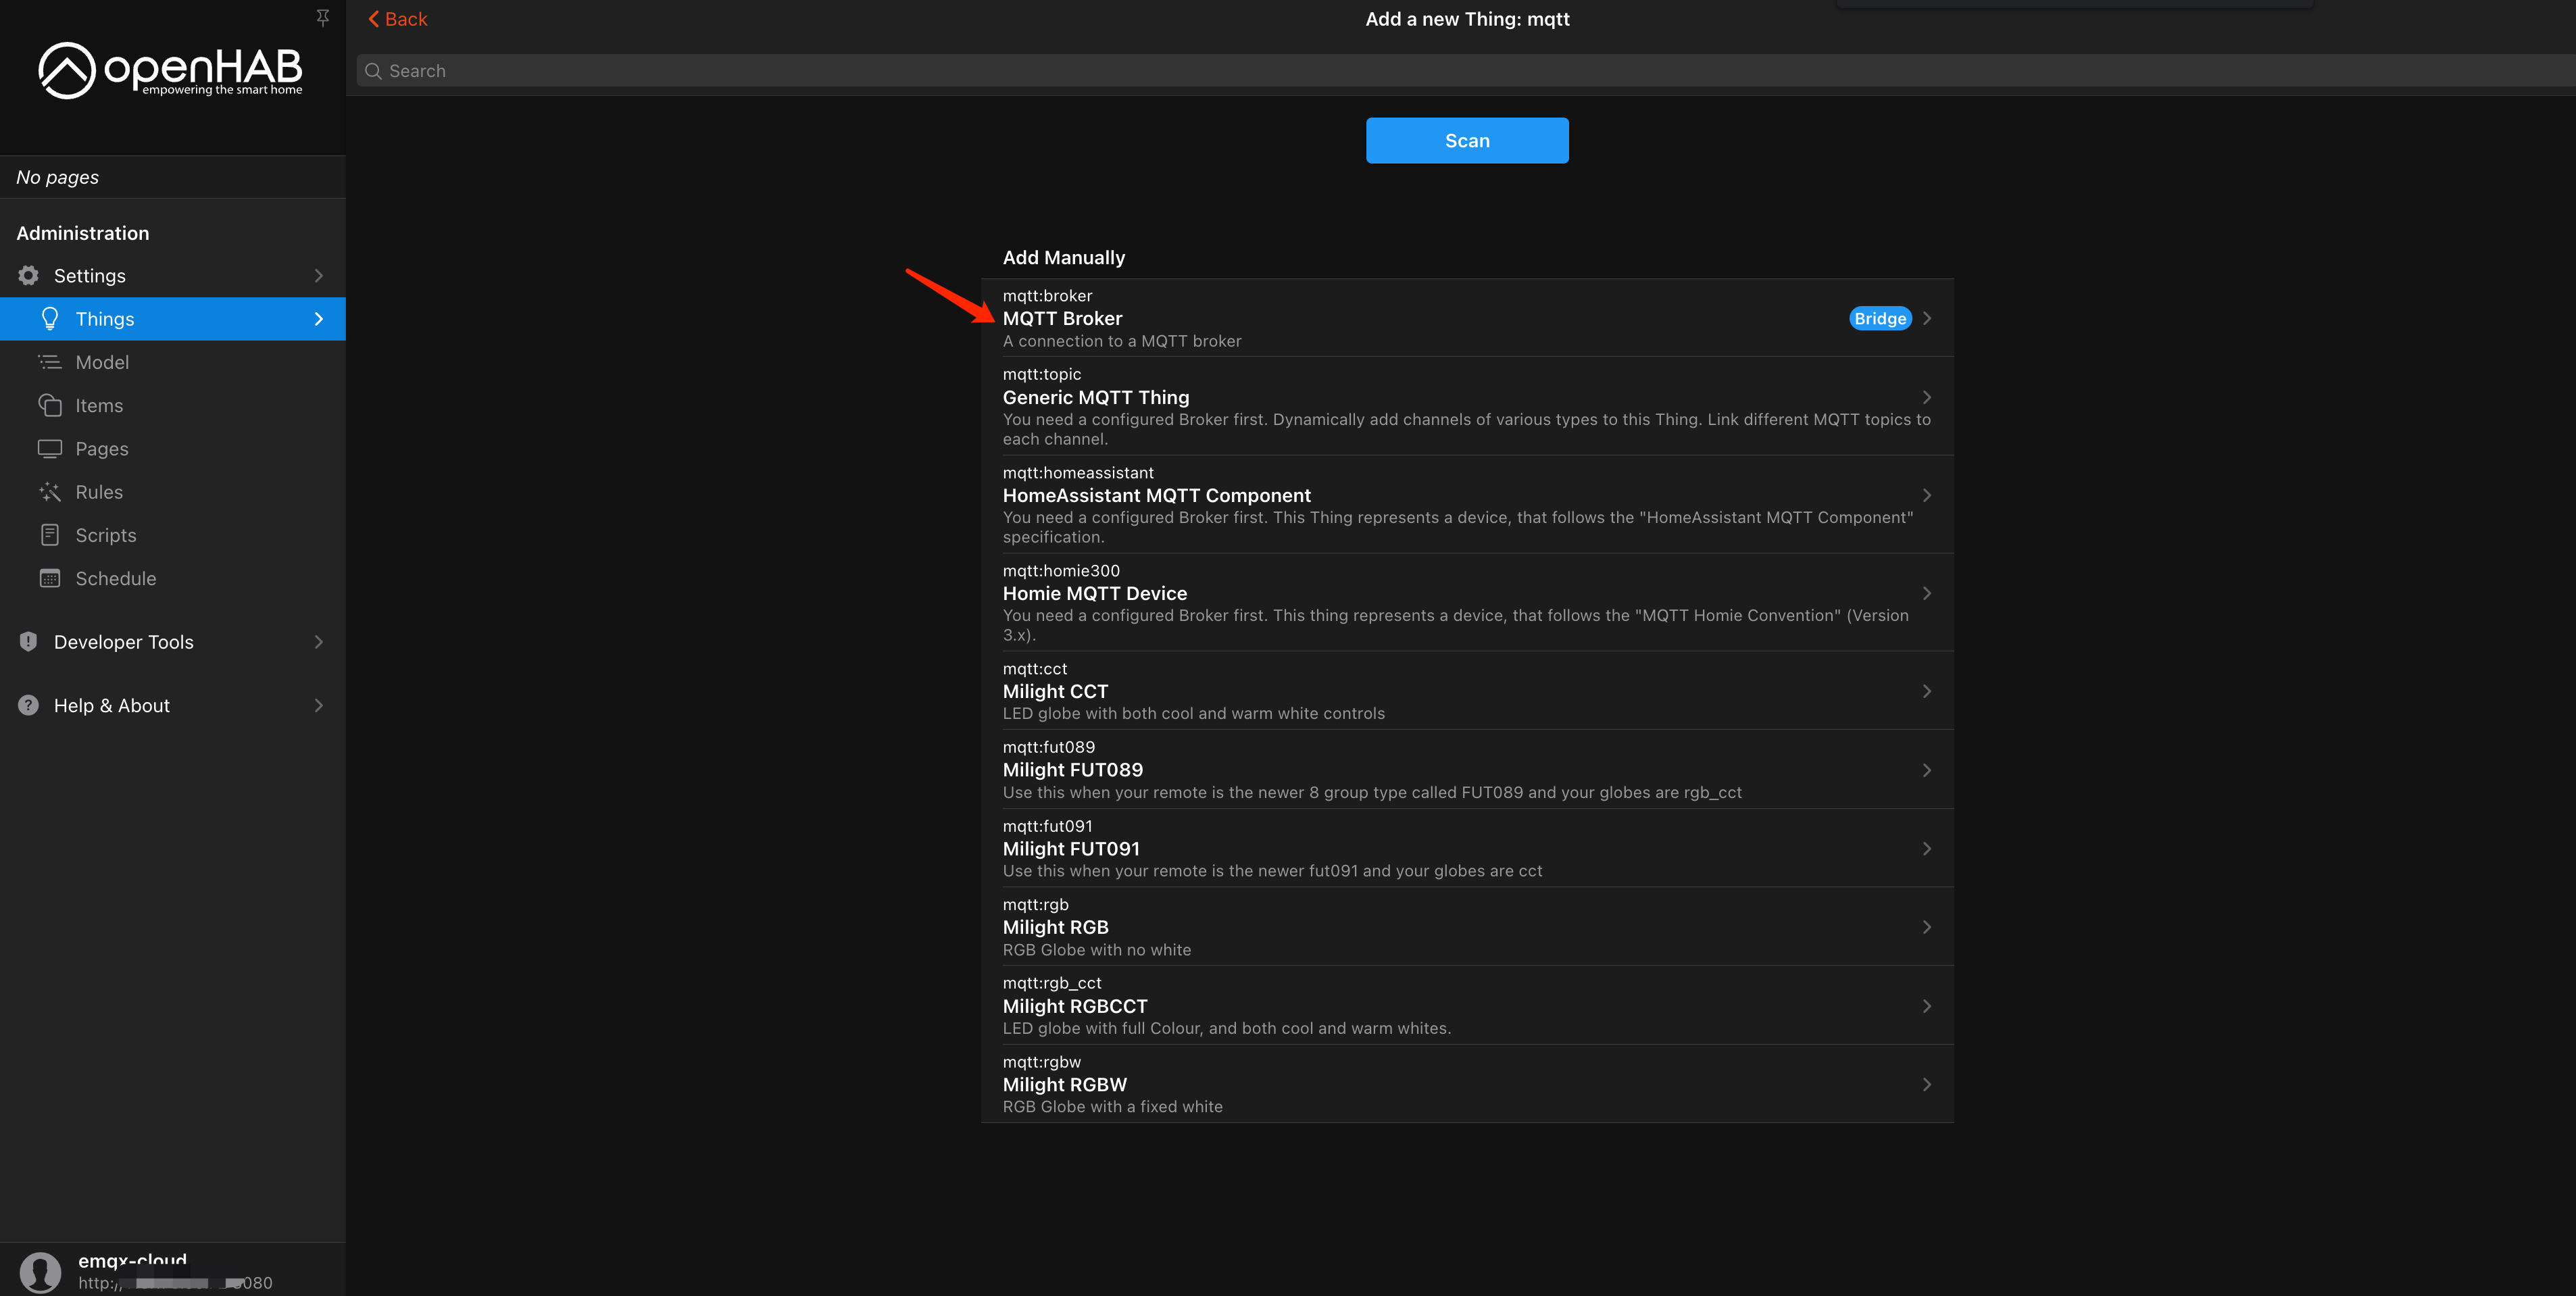 openHAB
empowering the smart home
No pages
Administration
Settings
Things
Model
Items
Pages
Rules
Scripts
Schedule
Developer Tools
Help & About
emqx-cloud
http:/
080
Back
Add a new Thing: mqtt
Search
Scan
Add Manually
mqtt:broker
MQTT Broker
A connection to a MQTT broker
Bridge
mqtt:topic
Generic MQTT Thing
You need a configured Broker first. Dynamically add channels of various types to this Thing. Link different MQTT topics to
each channel.
mqtt:homeassistant
HomeAssistant MQTT Component
You need a configured Broker first. This Thing represents a device, that follows the "HomeAssistant MQTT Component"
specification.
mqtt:homie300
Homie MQTT Device
You need a configured Broker first. This thing represents a device, that follows the "MQTT Homie Convention" (Version
3.x).
mqtt:cct
Milight CCT
LED globe with both cool and warm white controls
mqtt:fut089
Milight FUT089
Use this when your remote is the newer 8 group type called FUT089 and your globes are rgb_cct
mqtt:fut091
Milight FUT091
Use this when your remote is the newer fut091 and your globes are cct
mqtt:rgb
Milight RGB
RGB Globe with no white
mqtt:rgb_cct
Milight RGBCCT
LED globe with full Colour, and both cool and warm whites.
mqtt:rgbw
Milight RGBW
RGB Globe with a fixed white